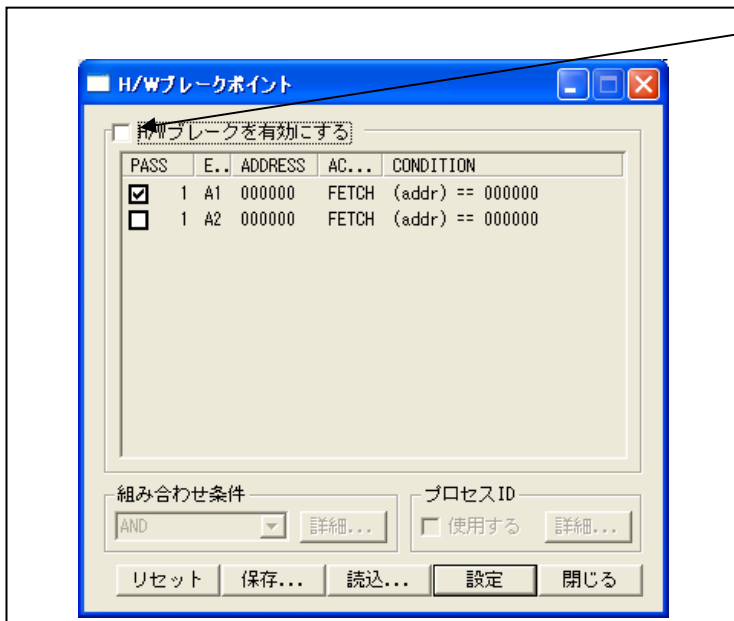 H/Wブレークポイント
H/Wブレークを有効にする
PASS E.. ADDRESS AC... CONDITION
1 A1 000000 FETCH (addr) == 000000
1 A2 000000 FETCH (addr) == 000000
組み合わせ条件 プロセスID
AND 詳細... 使用する 詳細...
リセット 保存... 読込... 設定 閉じる